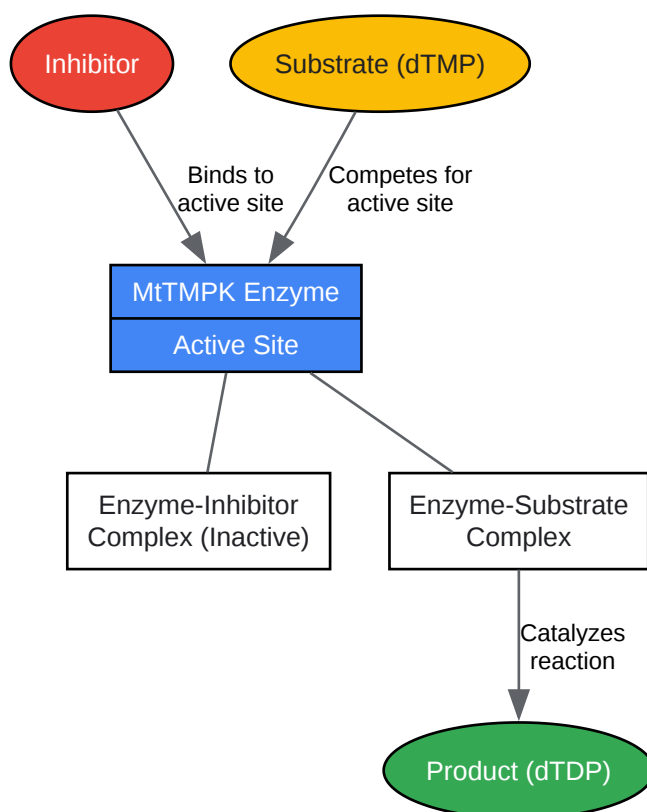 Inhibitor
Substrate (dTMP)
Binds to
active site
Competes for
active site
MtTMPK Enzyme
Active Site
Enzyme-Inhibitor
Complex (Inactive)
Enzyme-Substrate
Complex
Catalyzes
reaction
Product (dTDP)